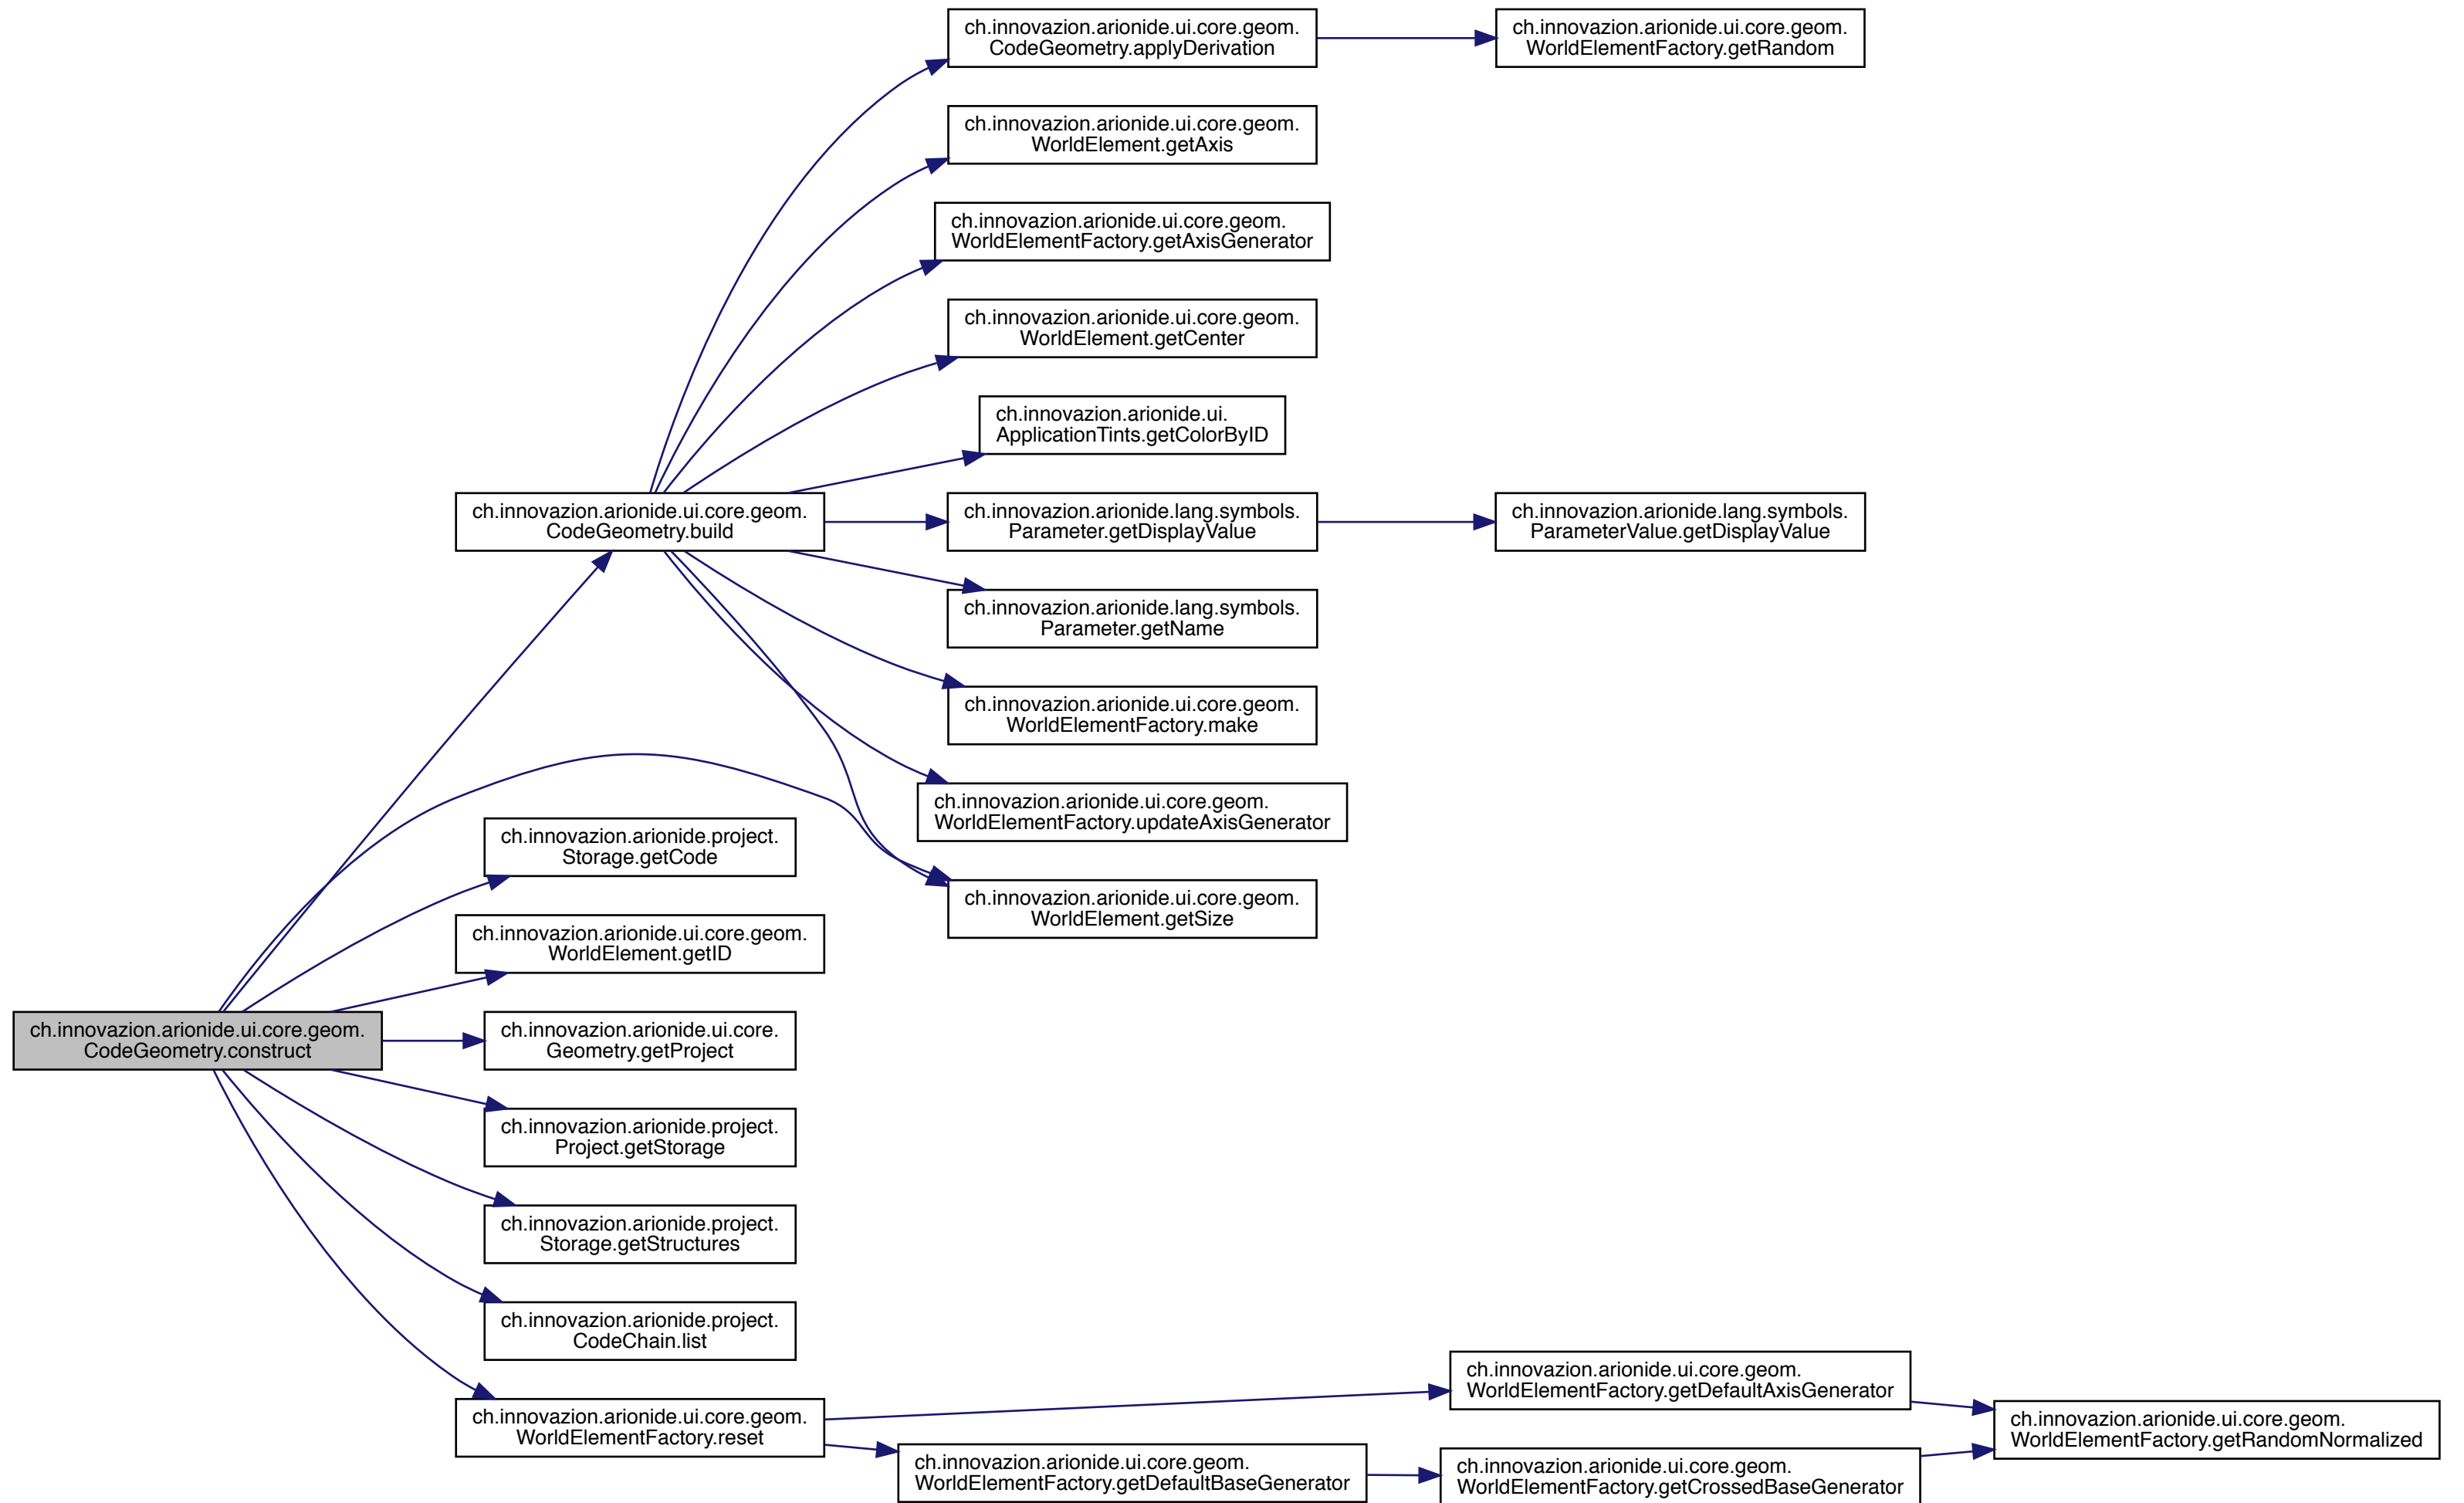 ch.innovazion.arionide.ui.core.geom.
CodeGeometry.applyDerivation
ch.innovazion.arionide.ui.core.geom.
WorldElementFactory.getRandom
ch.innovazion.arionide.ui.core.geom.
WorldElement.getAxis
ch.innovazion.arionide.ui.core.geom.
WorldElementFactory.getAxisGenerator
ch.innovazion.arionide.ui.core.geom.
WorldElement.getCenter
ch.innovazion.arionide.ui.
ApplicationTints.getColorByID
ch.innovazion.arionide.ui.core.geom.
CodeGeometry.build
ch.innovazion.arionide.lang.symbols.
Parameter.getDisplayValue
ch.innovazion.arionide.lang.symbols.
ParameterValue.getDisplayValue
ch.innovazion.arionide.lang.symbols.
Parameter.getName
ch.innovazion.arionide.ui.core.geom.
WorldElementFactory.make
ch.innovazion.arionide.ui.core.geom.
WorldElementFactory.updateAxisGenerator
ch.innovazion.arionide.project.
Storage.getCode
ch.innovazion.arionide.ui.core.geom.
WorldElement.getSize
ch.innovazion.arionide.ui.core.geom.
WorldElement.getID
ch.innovazion.arionide.ui.core.geom.
CodeGeometry.construct
ch.innovazion.arionide.ui.core.
Geometry.getProject
ch.innovazion.arionide.project.
Project.getStorage
ch.innovazion.arionide.project.
Storage.getStructures
ch.innovazion.arionide.project.
CodeChain.list
ch.innovazion.arionide.ui.core.geom.
WorldElementFactory.reset
ch.innovazion.arionide.ui.core.geom.
WorldElementFactory.getDefaultAxisGenerator
ch.innovazion.arionide.ui.core.geom.
WorldElementFactory.getRandomNormalized
ch.innovazion.arionide.ui.core.geom.
WorldElementFactory.getDefaultBaseGenerator
ch.innovazion.arionide.ui.core.geom.
WorldElementFactory.getCrossedBaseGenerator